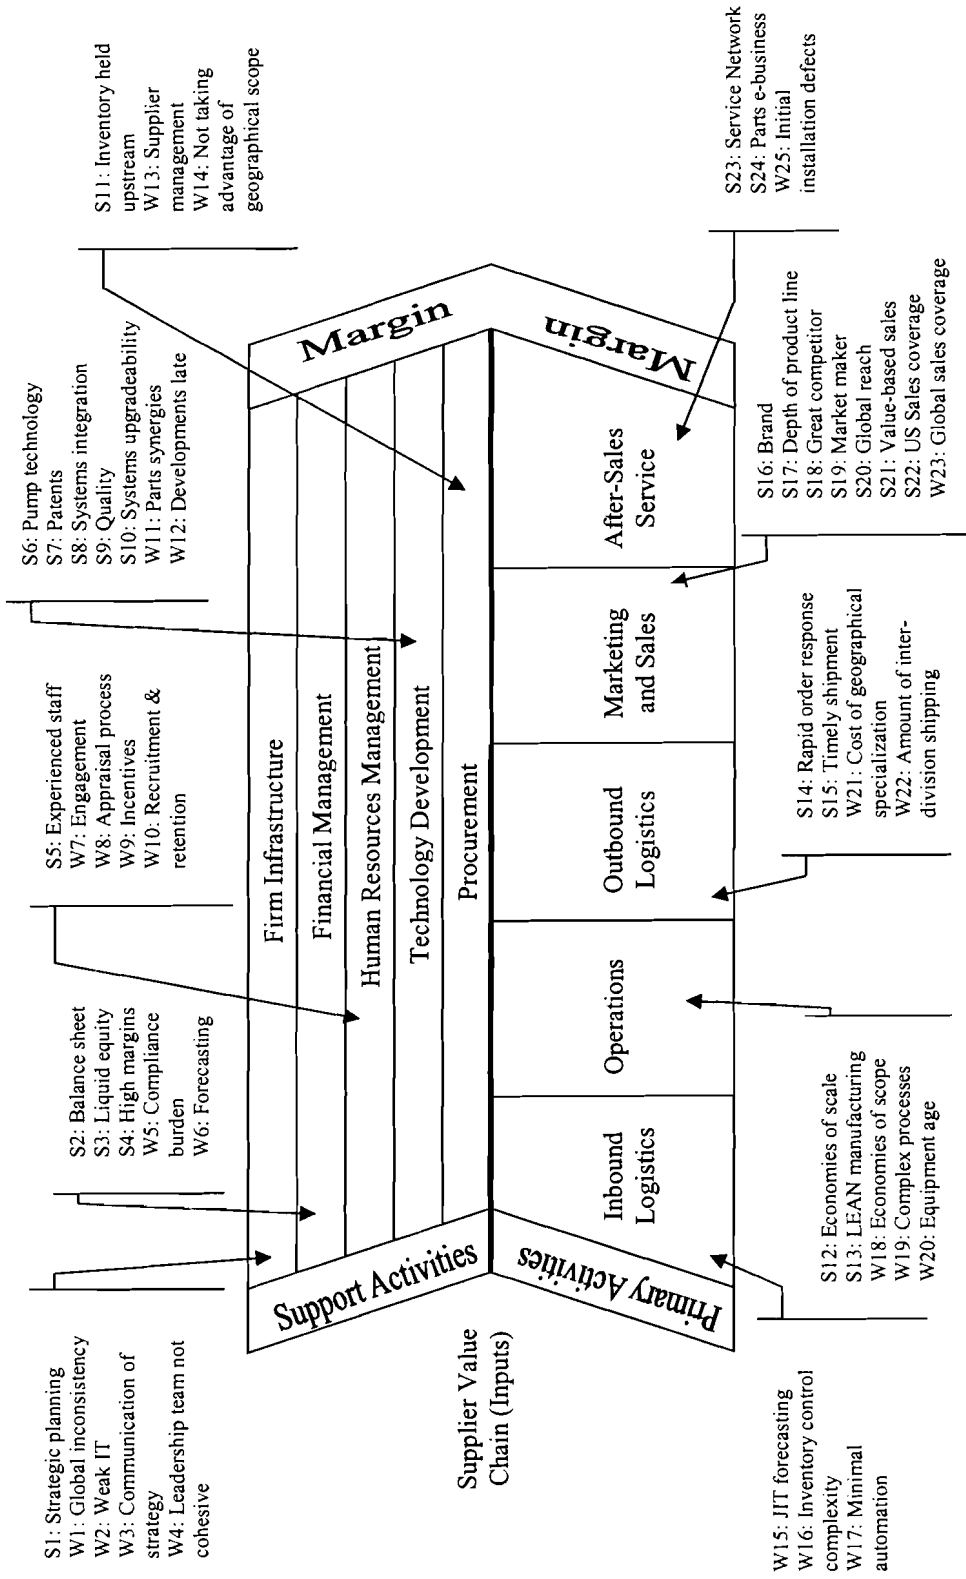 S1: Strategic planning
W1: Global inconsistency
W2: Weak IT
W3: Communication of
strategy
W4: Leadership team not
cohesive
S2: Balance sheet
S3: Liquid equity
S4: High margins
W5: Compliance
burden
W6: Forecasting
S5: Experienced staff
W7: Engagement
W8: Appraisal process
W9: Incentives
W10: Recruitment &
retention
S6: Pump technology
S7: Patents
S8: Systems integration
S9: Quality
S10: Systems upgradeability
W11: Parts synergies
W12: Developments late
S11: Inventory held
upstream
W13: Supplier
management
W14: Not taking
advantage of
geographical scope
Support Activities
Firm Infrastructure
Financial Management
Human Resources Management
Technology Development
Procurement
Margin
Supplier Value
Chain (Inputs)
Primary Activities
Inbound
Logistics
Operations
Outbound
Logistics
Marketing
and Sales
After-Sales
Service
Margin
W15: JIT forecasting
W16: Inventory control
complexity
W17: Minimal
automation
S12: Economies of scale
S13: LEAN manufacturing
W18: Economies of scope
W19: Complex processes
W20: Equipment age
S14: Rapid order response
S15: Timely shipment
W21: Cost of geographical
specialization
W22: Amount of inter-
division shipping
S16: Brand
S17: Depth of product line
S18: Great competitor
S19: Market maker
S20: Global reach
S21: Value-based sales
S22: US Sales coverage
W23: Global sales coverage
S23: Service Network
S24: Parts e-business
W25: Initial
installation defects